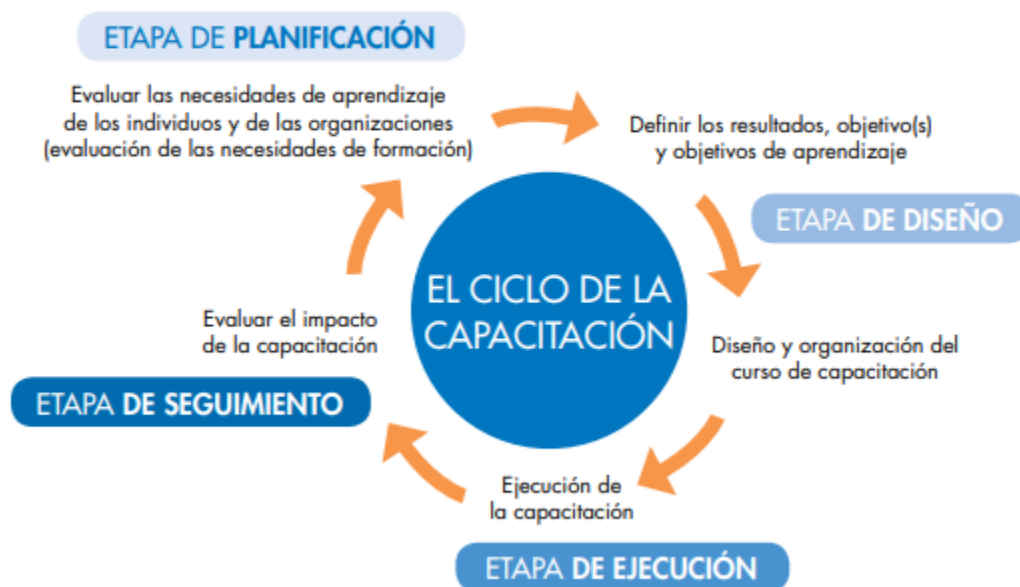 ETAPA DE PLANIFICACIÓN
Evaluar las necesidades de aprendizaje
de los individuos y de las organizaciones
(evaluación de las necesidades de formación)
Definir los resultados, objetivo(s)
y objetivos de aprendizaje
ETAPA DE DISEÑO
EL CICLO DE LA
CAPACITACIÓN
Diseño y organización del
curso de capacitación
Evaluar el impacto
de la capacitación
ETAPA DE SEGUIMIENTO
Ejecución de
la capacitación
ETAPA DE EJECUCIÓN